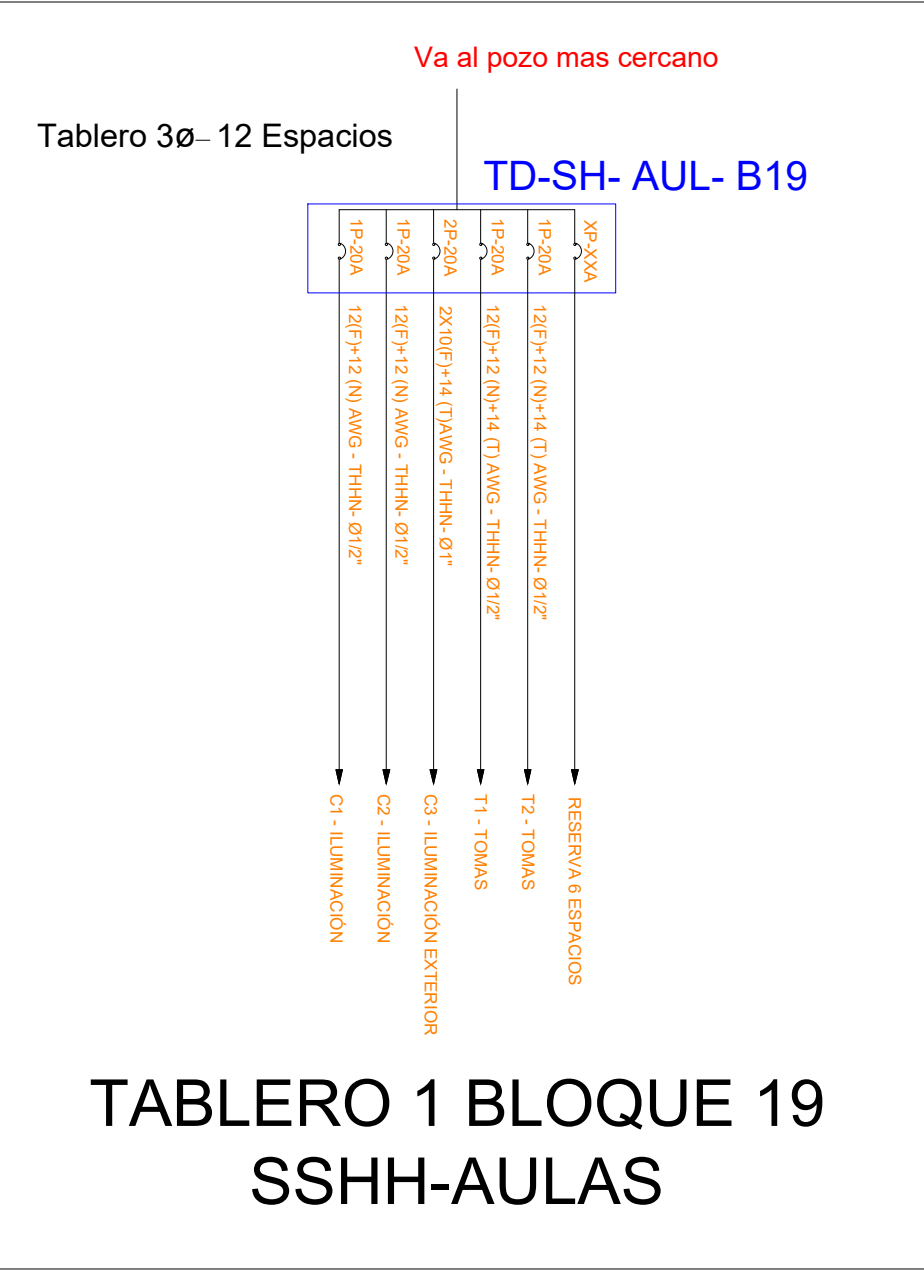 Va al pozo mas cercano
Tablero 3ø– 12 Espacios
TD-SH- AUL- B19
1P-20A
1P-20A
2P-20A
1P-20A
1P-20A
XP-XXA
12(F)+12 (N) AWG - THHN- Ø1/2"
12(F)+12 (N) AWG - THHN- Ø1/2"
2X10(F)+14 (T)AWG - THHN- Ø1"
12(F)+12 (N)+14 (T) AWG - THHN- Ø1/2"
12(F)+12 (N)+14 (T) AWG - THHN- Ø1/2"
C1 - ILUMINACIÓN
C2 - ILUMINACIÓN
C3 - ILUMINACIÓN EXTERIOR
T1 - TOMAS
T2 - TOMAS
RESERVA 6 ESPACIOS
TABLERO 1 BLOQUE 19
SSHH-AULAS